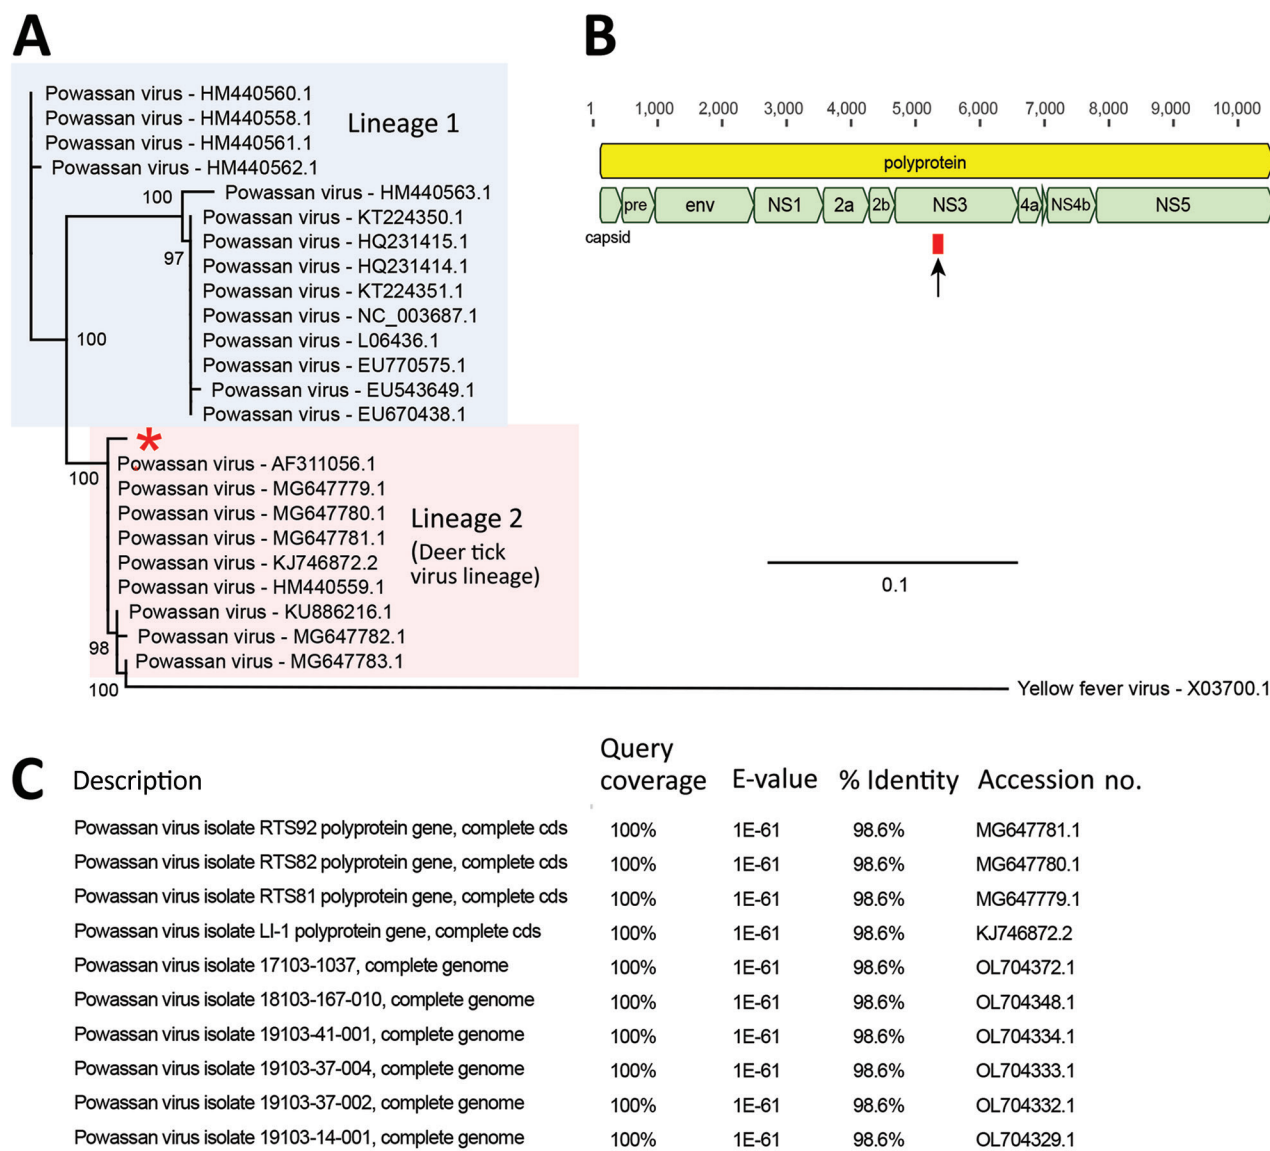 A
Powassan virus - HM440560.1
Powassan virus - HM440558.1
Lineage 1
Powassan virus - HM440561.1
Powassan virus - HM440562.1
100
Powassan virus - HM440563.1
Powassan virus - KT224350.1
Powassan virus - HQ231415.1
97
Powassan virus - HQ231414.1
Powassan virus - KT224351.1
Powassan virus - NC_003687.1
100
Powassan virus - L06436.1
Powassan virus - EU770575.1
Powassan virus - EU543649.1
Powassan virus - EU670438.1
*
Powassan virus - AF311056.1
100
Powassan virus - MG647779.1
Powassan virus - MG647780.1
Lineage 2
Powassan virus - MG647781.1
(Deer tick
Powassan virus - KJ746872.2
virus lineage)
Powassan virus - HM440559.1
Powassan virus - KU886216.1
Powassan virus - MG647782.1
98
Powassan virus - MG647783.1
100
Yellow fever virus - X03700.1
0.1
B
1 1,000 2,000 3,000 4,000 5,000 6,000 7,000 8,000 9,000 10,000
polyprotein
pre env NS1 2a 2b NS3 4a NS4b NS5
capsid
C
Description Query coverage E-value % Identity Accession no.
Powassan virus isolate RTS92 polyprotein gene, complete cds 100% 1E-61 98.6% MG647781.1
Powassan virus isolate RTS82 polyprotein gene, complete cds 100% 1E-61 98.6% MG647780.1
Powassan virus isolate RTS81 polyprotein gene, complete cds 100% 1E-61 98.6% MG647779.1
Powassan virus isolate LI-1 polyprotein gene, complete cds 100% 1E-61 98.6% KJ746872.2
Powassan virus isolate 17103-1037, complete genome 100% 1E-61 98.6% OL704372.1
Powassan virus isolate 18103-167-010, complete genome 100% 1E-61 98.6% OL704348.1
Powassan virus isolate 19103-41-001, complete genome 100% 1E-61 98.6% OL704334.1
Powassan virus isolate 19103-37-004, complete genome 100% 1E-61 98.6% OL704333.1
Powassan virus isolate 19103-37-002, complete genome 100% 1E-61 98.6% OL704332.1
Powassan virus isolate 19103-14-001, complete genome 100% 1E-61 98.6% OL704329.1